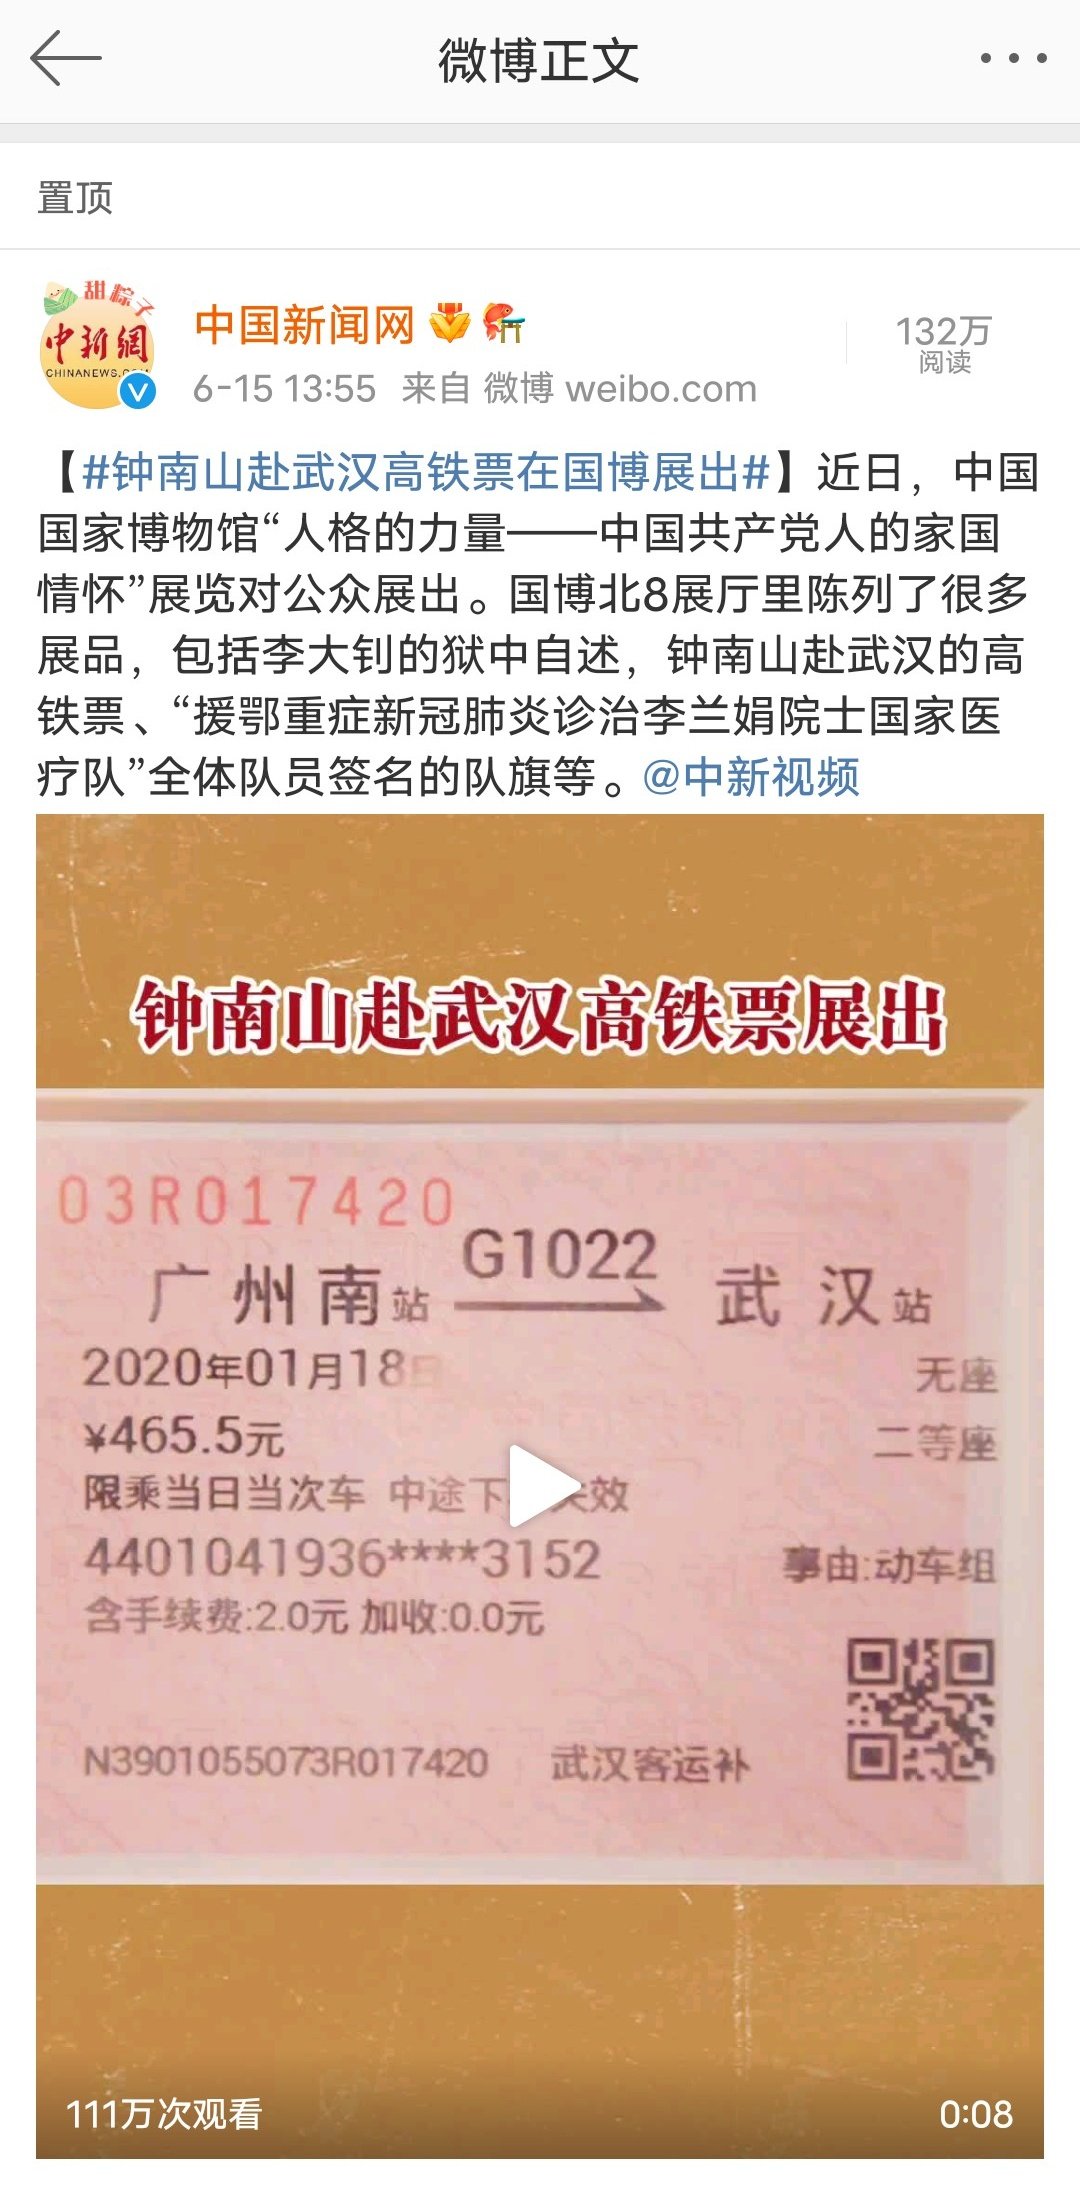 微博正文
置顶
甜粽子
中新網
CHINANEWS.COM
中国新闻网
132万
阅读
6-15 13:55 来自 微博 weibo.com
【#钟南山赴武汉高铁票在国博展出#】近日，中国
国家博物馆“人格的力量——中国共产党人的家国
情怀”展览对公众展出。国博北8展厅里陈列了很多
展品，包括李大钊的狱中自述，钟南山赴武汉的高
铁票、“援鄂重症新冠肺炎诊治李兰娟院士国家医
疗队”全体队员签名的队旗等。@中新视频
钟南山赴武汉高铁票展出
03R017420
广州南站 G1022 武汉站
2020年01月18日 无座
¥465.5元 二等座
限乘当日当次车 中途下 失效
4401041936****3152 事由:动车组
含手续费:2.0元 加收:0.0元
N3901055073R017420 武汉客运补
111万次观看 0:08